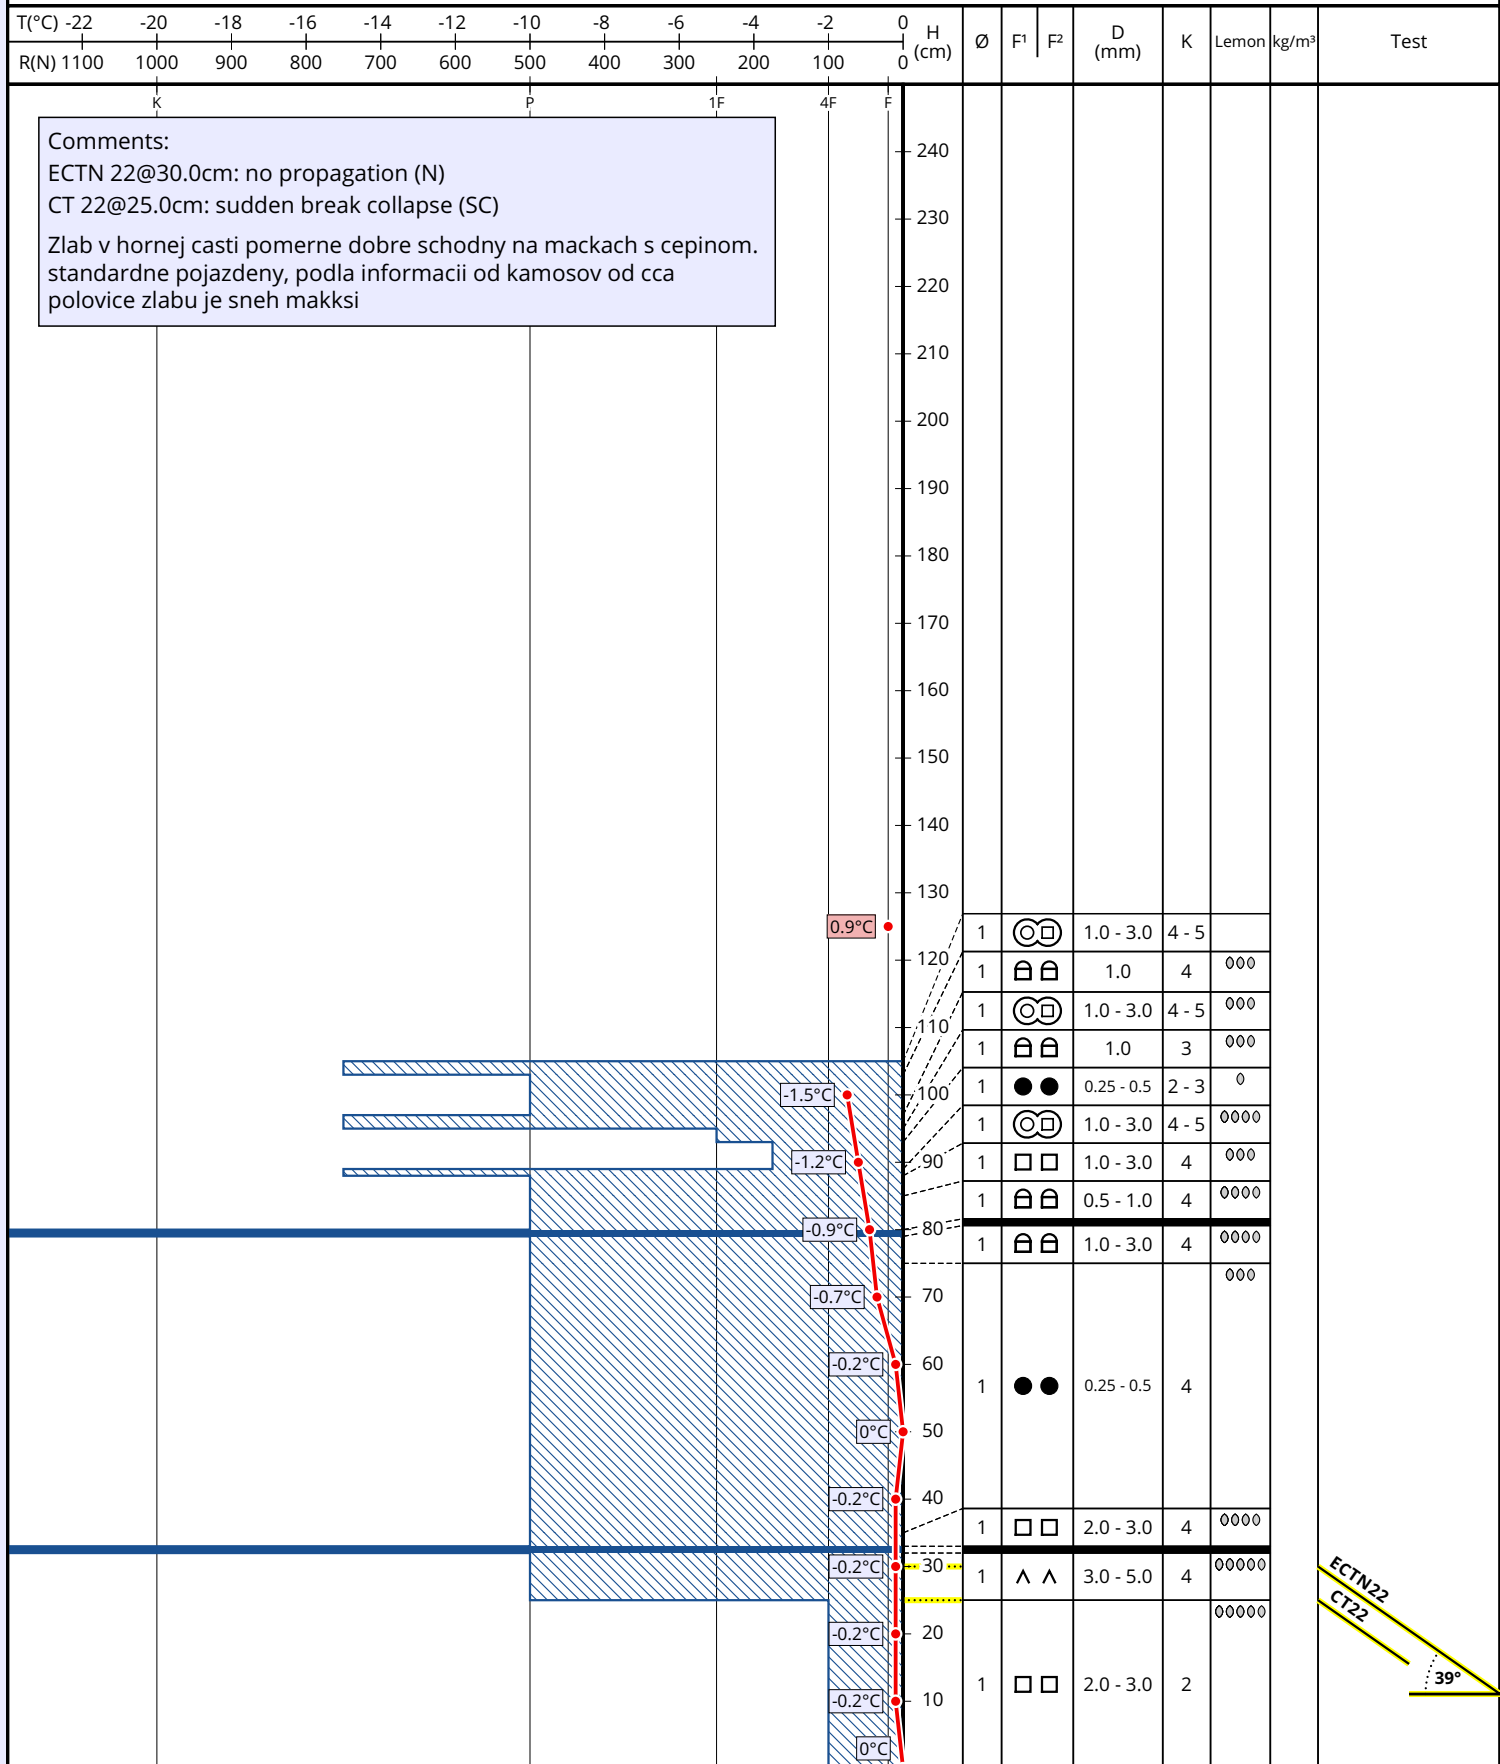 T(°C) -22 -20 -18 -16 -14 -12 -10 -8 -6 -4 -2 0
R(N) 1100 1000 900 800 700 600 500 400 300 200 100 0
H (cm) Ø F¹ F² D (mm) K Lemon kg/m³ Test
K P 1F 4F F
Comments:
ECTN 22@30.0cm: no propagation (N)
CT 22@25.0cm: sudden break collapse (SC)
Zlab v hornej casti pomerne dobre schodny na mackach s cepinom.
standardne pojazdeny, podla informacii od kamosov od cca
polovice zlabu je sneh makksi
240
230
220
210
200
190
180
170
160
150
140
130
0.9°C
1 1.0 - 3.0 4 - 5
120
1 1.0 4
1 1.0 - 3.0 4 - 5
110
1 1.0 3
1 0.25 - 0.5 2 - 3
-1.5°C 100
1 1.0 - 3.0 4 - 5
-1.2°C 90 1 1.0 - 3.0 4
1 0.5 - 1.0 4
-0.9°C 80
1 1.0 - 3.0 4
-0.7°C 70
-0.2°C 60
1 0.25 - 0.5 4
0°C 50
-0.2°C 40
1 2.0 - 3.0 4
-0.2°C 30
1 3.0 - 5.0 4
ECTN22
CT22
-0.2°C 20
1 2.0 - 3.0 2
39°
-0.2°C 10
0°C